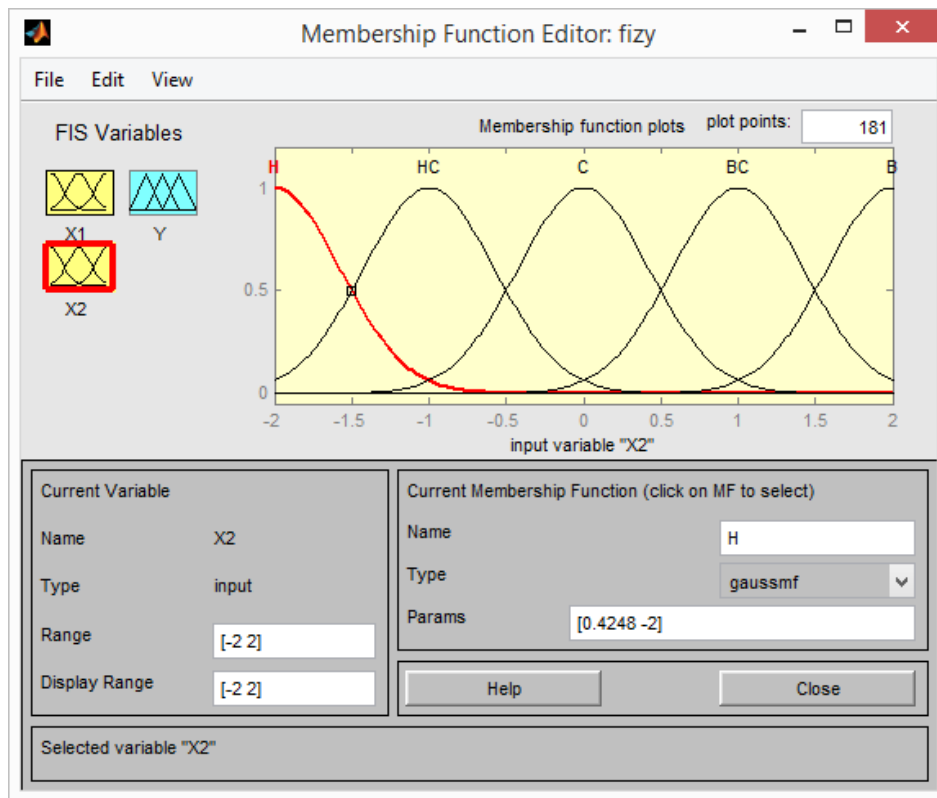 Membership Function Editor: fizy
File Edit View
FIS Variables
Membership function plots plot points: 181
X1 Y
X2
H HC C BC B
1
0.5
0
-2 -1.5 -1 -0.5 0 0.5 1 1.5 2
input variable "X2"
Current Variable
Name X2
Type input
Range [-2 2]
Display Range [-2 2]
Current Membership Function (click on MF to select)
Name H
Type gaussmf
Params [0.4248 -2]
Help Close
Selected variable "X2"